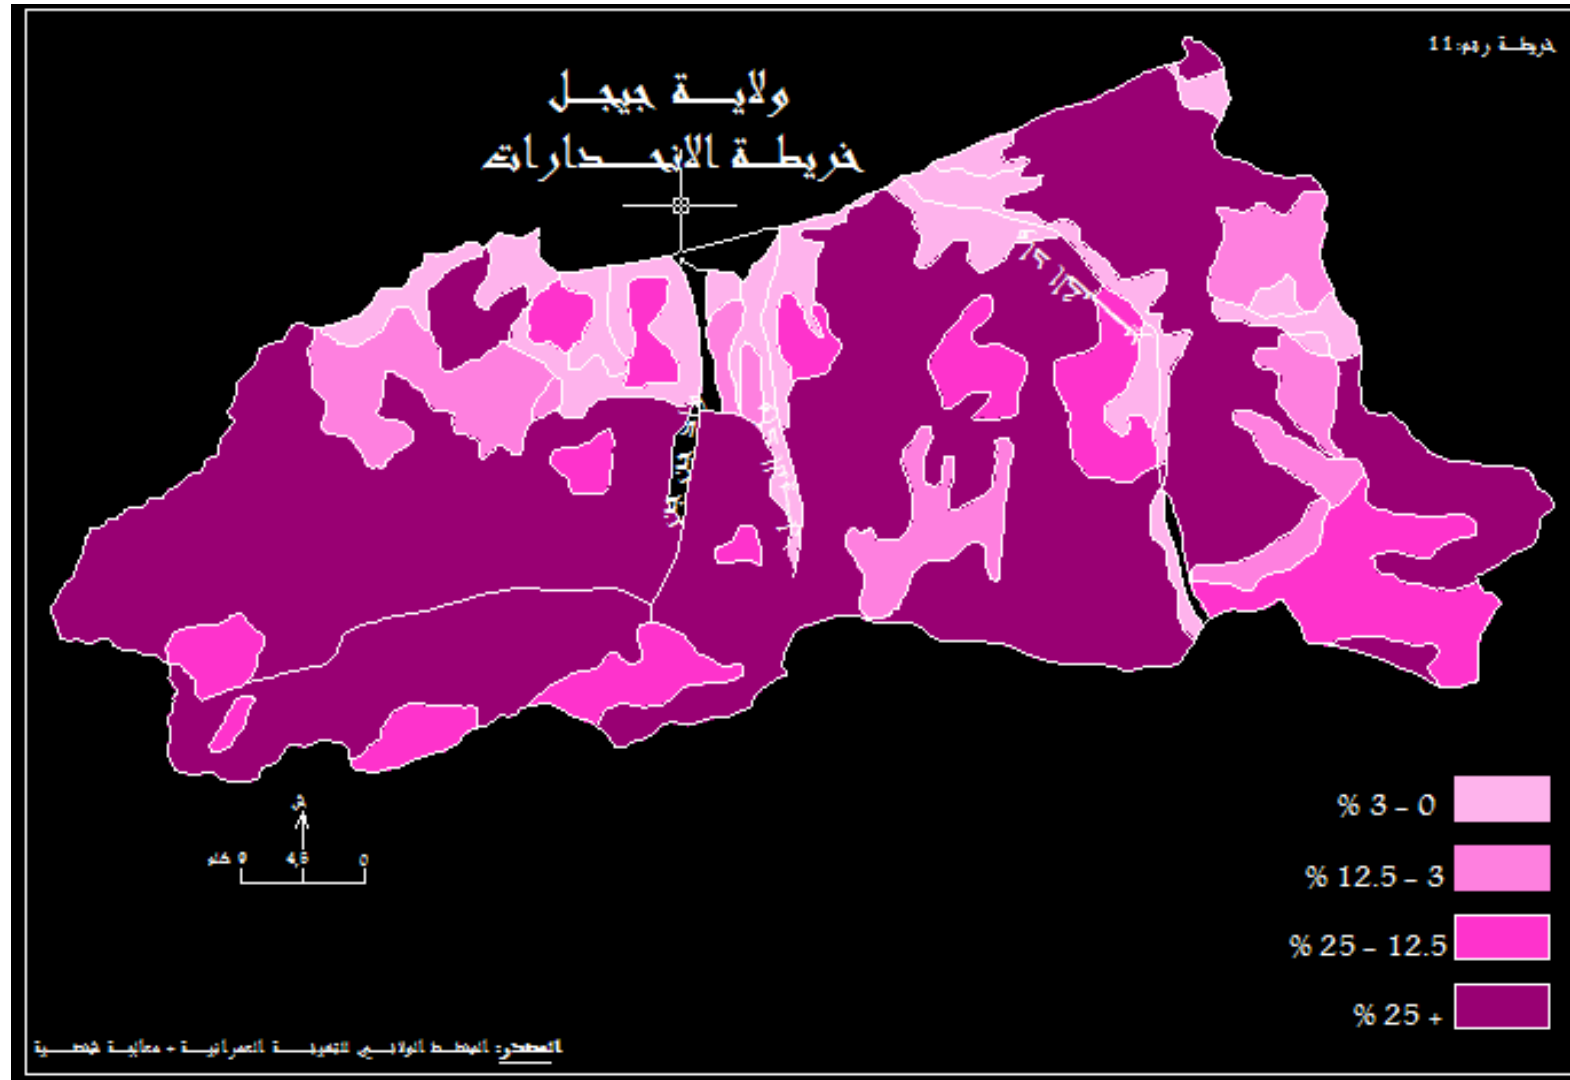 خريطة رقم:11
ولاية جيجل
خريطة الانحدارات
% 3 – 0
% 12.5 – 3
% 25 – 12.5
% 25 +
ش
9 كلم 4,5 0
المصدر: المخطط الولائي للتهيئة العمرانية + معالجة شخصية